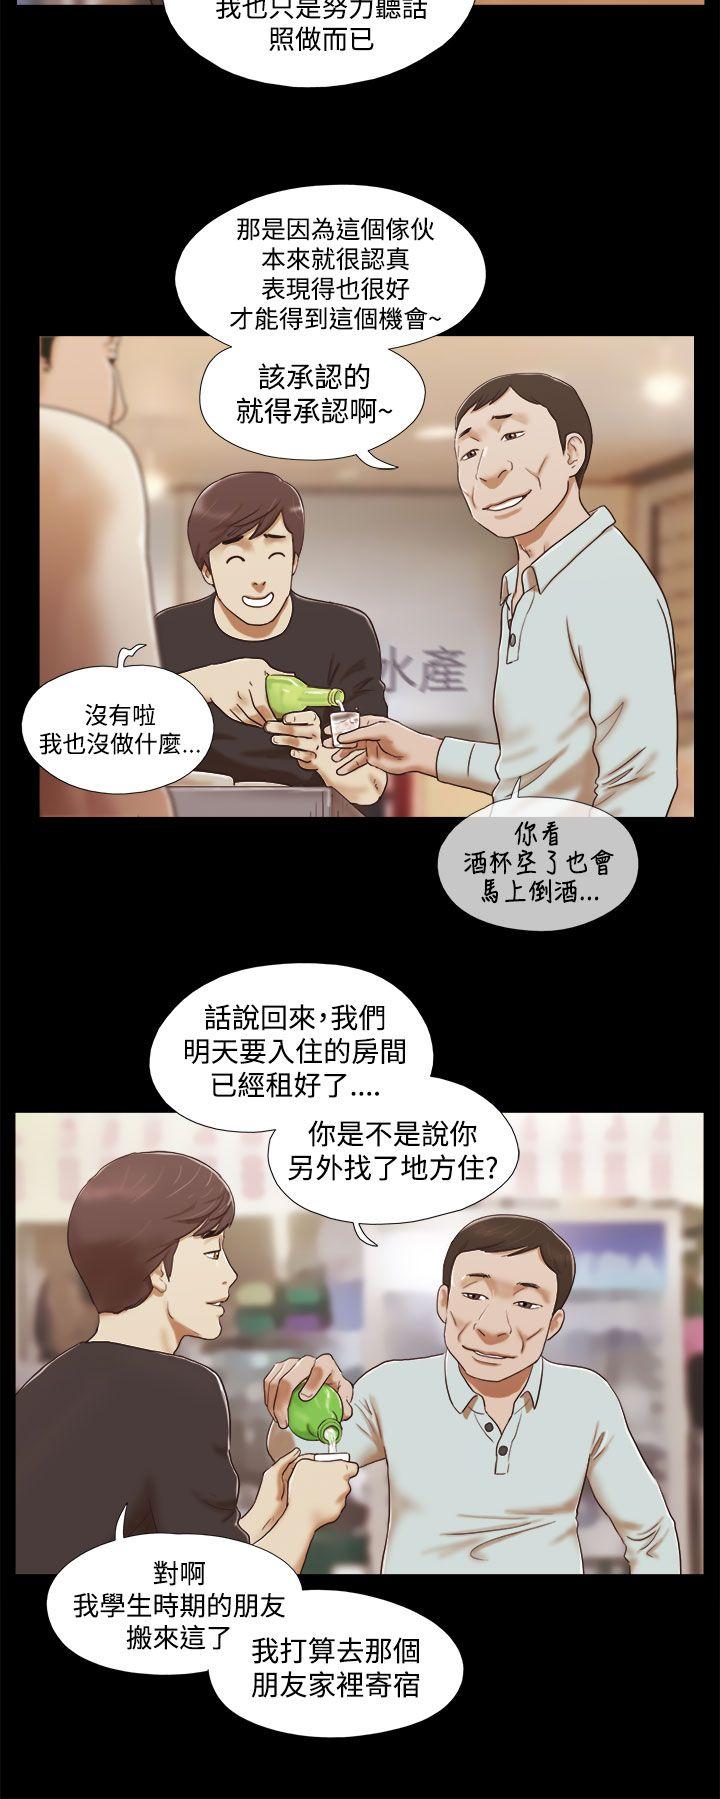 我也只是努力聽話
照做而已
那是因為這個傢伙
本來就很認真
表現得也很好
才能得到這個機會~
該承認的
就得承認啊~
水產
沒有啦
我也沒做什麼...
你看
酒杯空了也會
馬上倒酒...
話說回來,我們
明天要入住的房間
已經租好了....
你是不是說你
另外找了地方住?
對啊
我學生時期的朋友
搬來這了
我打算去那個
朋友家裡寄宿